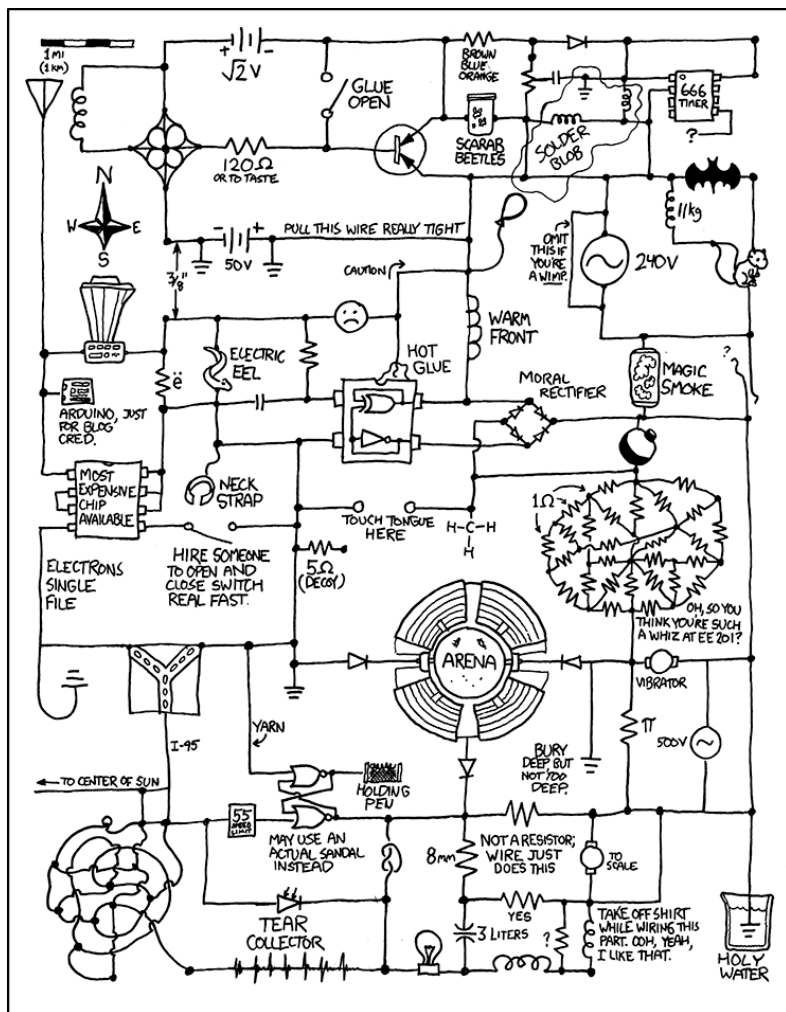 1 MI
(1 KM)
+ -
√2 V
GLUE
OPEN
BROWN
BLUE
ORANGE
666
TIMER
?
SCARAB
BEETLES
SOLDER
BLOB
120Ω
OR TO TASTE
N
W E
S
- +
50V
PULL THIS WIRE REALLY TIGHT
3/8"
CAUTION
OMIT
THIS IF
YOU'RE
A WIMP.
240V
11kg
WARM
FRONT
HOT
GLUE
ELECTRIC
EEL
ë
ARDUINO, JUST
FOR BLOG
CRED.
MORAL
RECTIFIER
MAGIC
SMOKE
?
MOST
EXPENSIVE
CHIP
AVAILABLE
NECK
STRAP
TOUCH TONGUE
HERE
H-C-H
H
1Ω
ELECTRONS
SINGLE
FILE
HIRE SOMEONE
TO OPEN AND
CLOSE SWITCH
REAL FAST.
5Ω
(DECOY)
OH, SO YOU
THINK YOU'RE SUCH
A WHIZ AT EE 201?
ARENA
VIBRATOR
I-95
YARN
BURY
DEEP BUT
NOT TOO
DEEP.
π
500V
TO CENTER OF SUN
HOLDING
PEN
55
SPEED
LIMIT
MAY USE AN
ACTUAL SANDAL
INSTEAD
8mm
NOT A RESISTOR;
WIRE JUST
DOES THIS
TO
SCALE
TEAR
COLLECTOR
3 LITERS
YES
?
TAKE OFF SHIRT
WHILE WIRING THIS
PART. OOH, YEAH,
I LIKE THAT.
HOLY
WATER